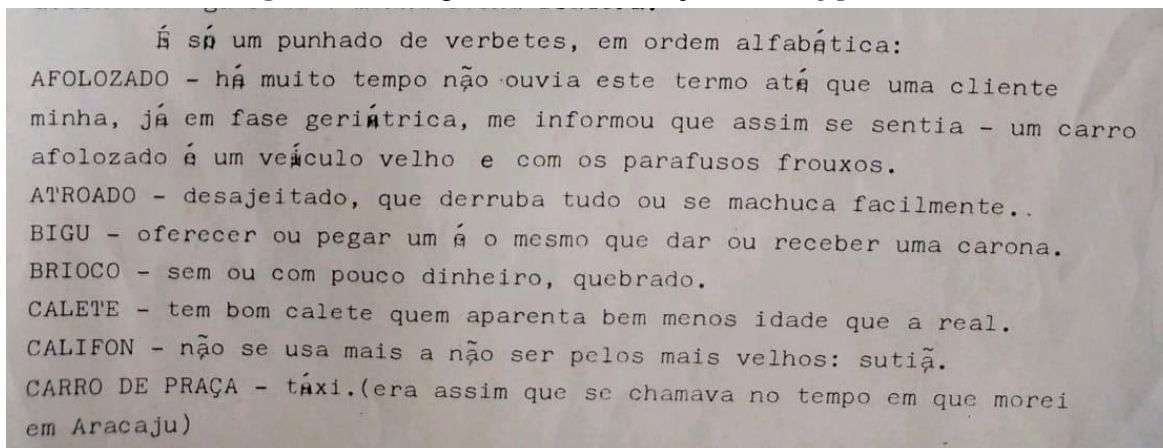 É só um punhado de verbetes, em ordem alfabética:
AFOLOZADO - há muito tempo não ouvia este termo até que uma cliente
minha, já em fase geriátrica, me informou que assim se sentia - um carro
afolozado é um veículo velho e com os parafusos frouxos.
ATROADO - desajeitado, que derruba tudo ou se machuca facilmente..
BIGU - oferecer ou pegar um é o mesmo que dar ou receber uma carona.
BRIOCO - sem ou com pouco dinheiro, quebrado.
CALETE - tem bom calete quem aparenta bem menos idade que a real.
CALIFON - não se usa mais a não ser pelos mais velhos: sutiã.
CARRO DE PRAÇA - táxi.(era assim que se chamava no tempo em que morei
em Aracaju)